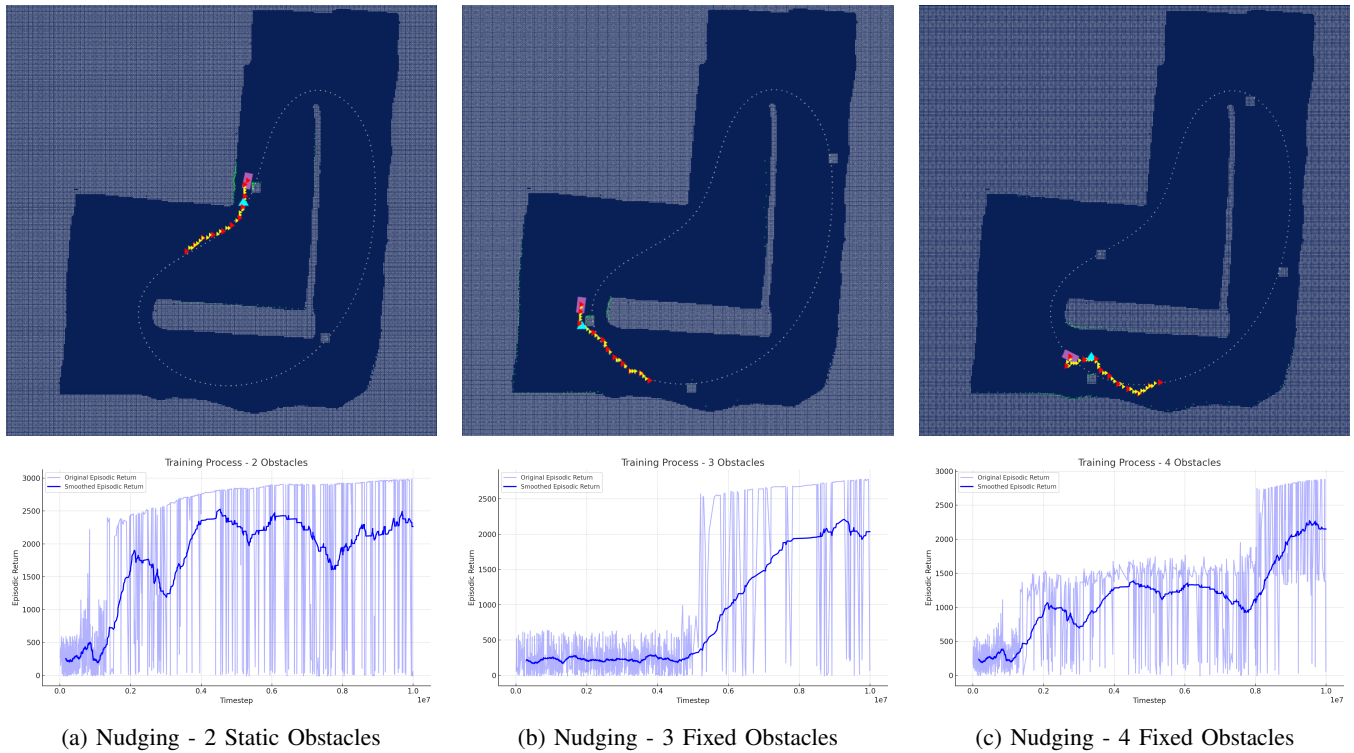 Training Process - 2 Obstacles
Original Episodic Return
Smoothed Episodic Return
3000
2500
2000
1500
1000
500
0
Episodic Return
0.0 0.2 0.4 0.6 0.8 1.0
Timestep
1e7
(a) Nudging - 2 Static Obstacles
Training Process - 3 Obstacles
Original Episodic Return
Smoothed Episodic Return
2500
2000
1500
1000
500
0
Episodic Return
0.0 0.2 0.4 0.6 0.8 1.0
Timestep
1e7
(b) Nudging - 3 Fixed Obstacles
Training Process - 4 Obstacles
Original Episodic Return
Smoothed Episodic Return
3000
2500
2000
1500
1000
500
0
Episodic Return
0.0 0.2 0.4 0.6 0.8 1.0
Timestep
1e7
(c) Nudging - 4 Fixed Obstacles